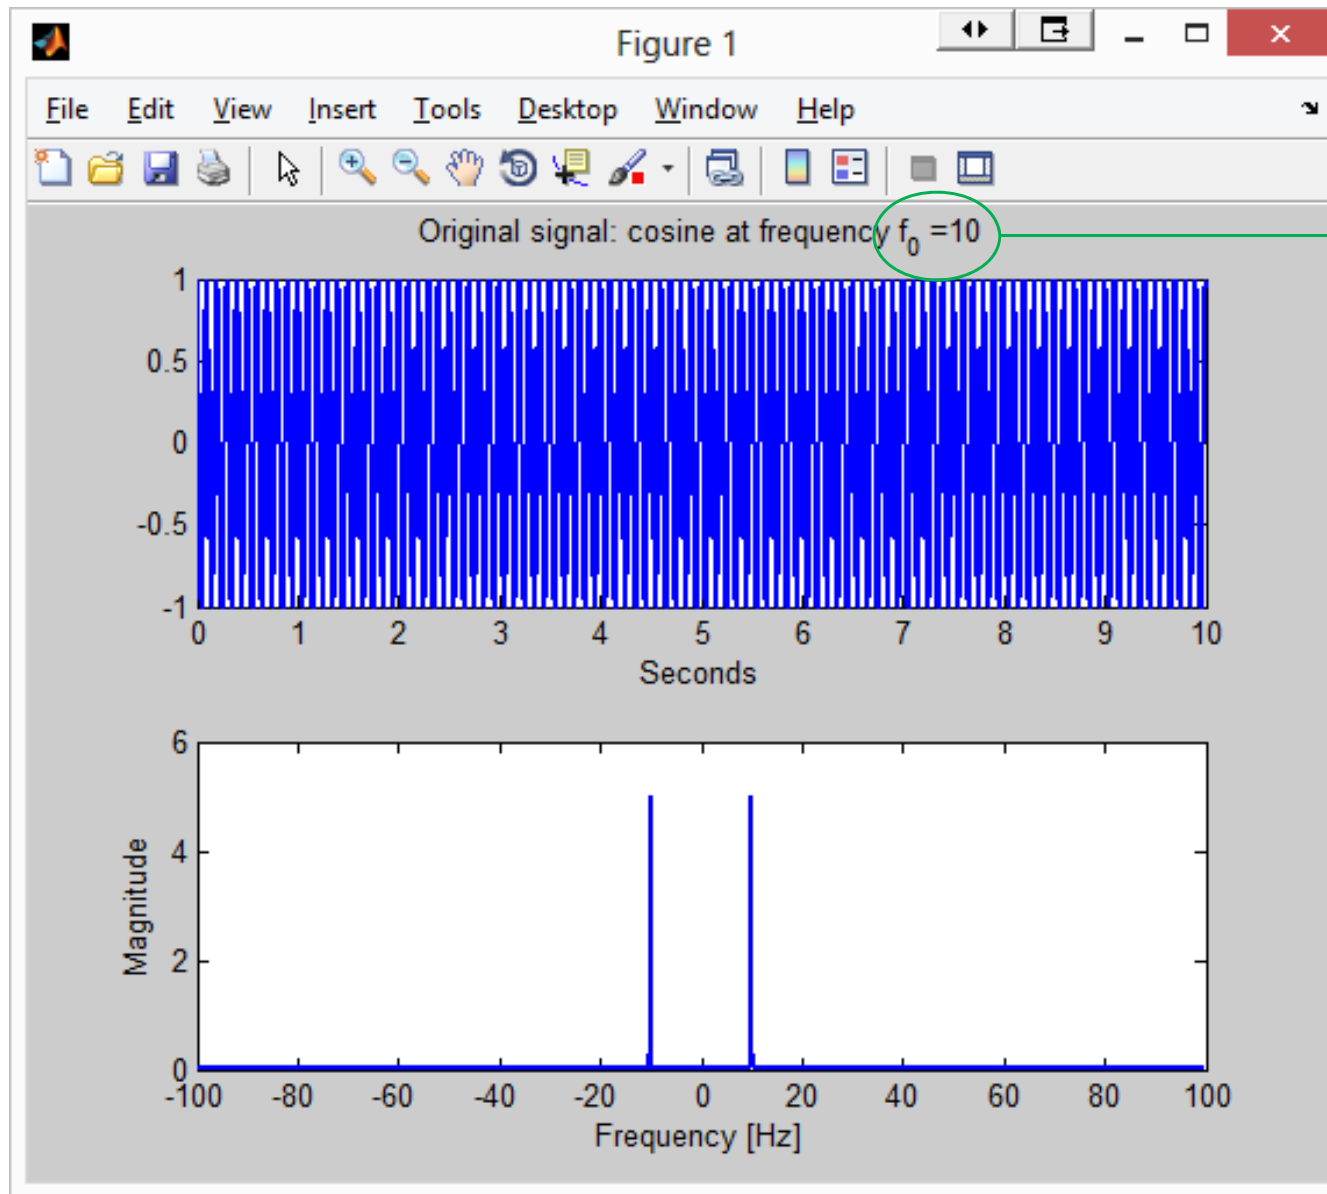 Figure 1
File Edit View Insert Tools Desktop Window Help
Original signal: cosine at frequency f0 =10
1
0.5
0
-0.5
-1
0 1 2 3 4 5 6 7 8 9 10
Seconds
6
4
2
0
Magnitude
-100 -80 -60 -40 -20 0 20 40 60 80 100
Frequency [Hz]